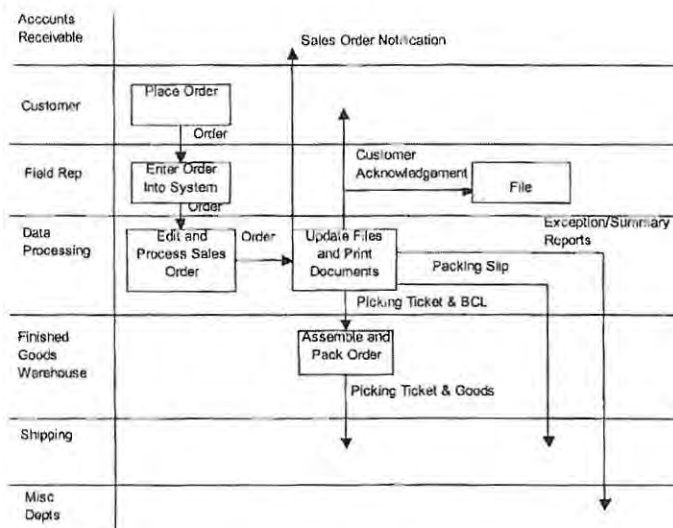 Accounts
Receivable
Sales Order Notification
Customer
Place Order
Order
Field Rep
Enter Order
Into System
Customer
Acknowledgement
File
Order
Data
Processing
Edit and
Process Sales
Order
Order
Update Files
and Print
Documents
Exception/Summary
Reports
Packing Slip
Picking Ticket & BCL
Finished
Goods
Warehouse
Assemble and
Pack Order
Picking Ticket & Goods
Shipping
Misc
Depts